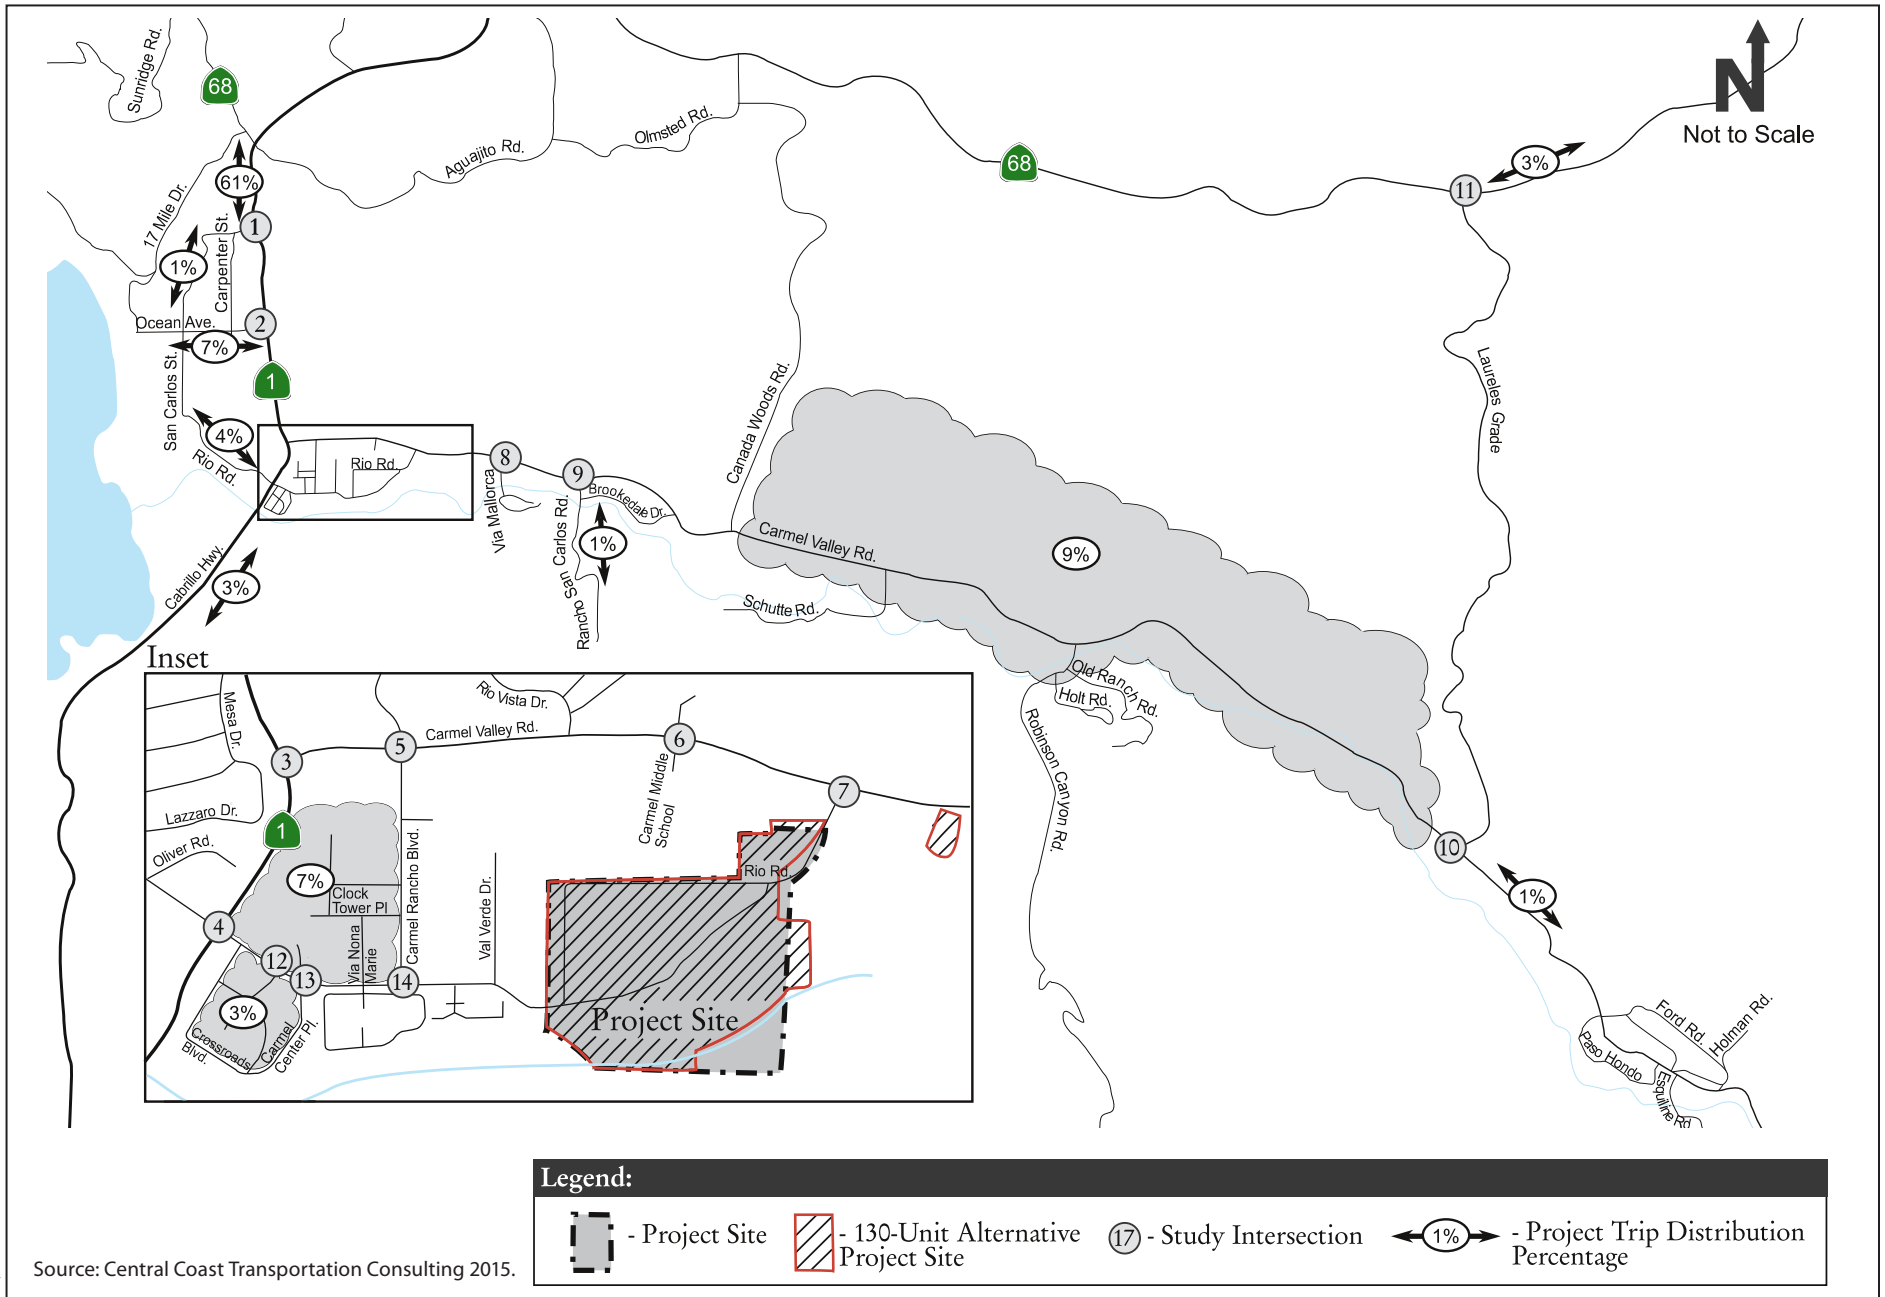 Sunridge Rd.
68
N
Not to Scale
Aguajito Rd.
Olmsted Rd.
68
3%
11
61%
17 Mile Dr.
1
Carpenter St.
1%
Ocean Ave.
2
7%
San Carlos St.
1
4%
Rio Rd.
Rio Rd.
8
Via Mallorca
9
Brookedale Dr.
Rancho San Carlos Rd.
1%
Canada Woods Rd.
Carmel Valley Rd.
9%
Laureles Grade
Schutte Rd.
Cabrillo Hwy.
3%
Old Ranch Rd.
Holt Rd.
Robinson Canyon Rd.
10
1%
Ford Rd.
Holman Rd.
Paso Hondo
Esquiline Rd.
Inset
Mesa Dr.
Rio Vista Dr.
Carmel Valley Rd.
3
5
6
7
Carmel Middle
School
Lazzaro Dr.
1
Oliver Rd.
7%
Clock
Tower Pl
Carmel Rancho Blvd.
Val Verde Dr.
Rio Rd.
4
12
13
Via Nona
Marie
14
3%
Crossroads
Blvd.
Carmel
Center Pl.
Project Site
Legend:
- Project Site
- 130-Unit Alternative
Project Site
17 - Study Intersection
1% - Project Trip Distribution
Percentage
Source: Central Coast Transportation Consulting 2015.